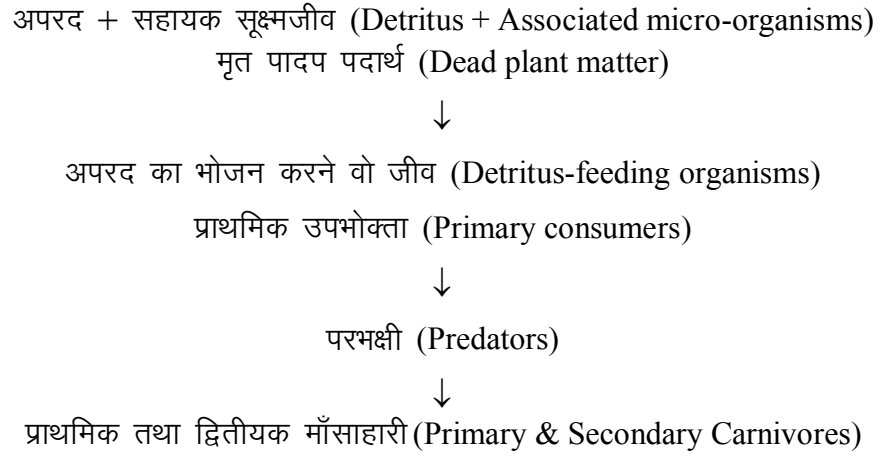 अपरद + सहायक सूक्ष्मजीव (Detritus + Associated micro-organisms)
मृत पादप पदार्थ (Dead plant matter)
↓
अपरद का भोजन करने वो जीव (Detritus-feeding organisms)
प्राथमिक उपभोक्ता (Primary consumers)
↓
परभक्षी (Predators)
↓
प्राथमिक तथा द्वितीयक माँसाहारी (Primary & Secondary Carnivores)